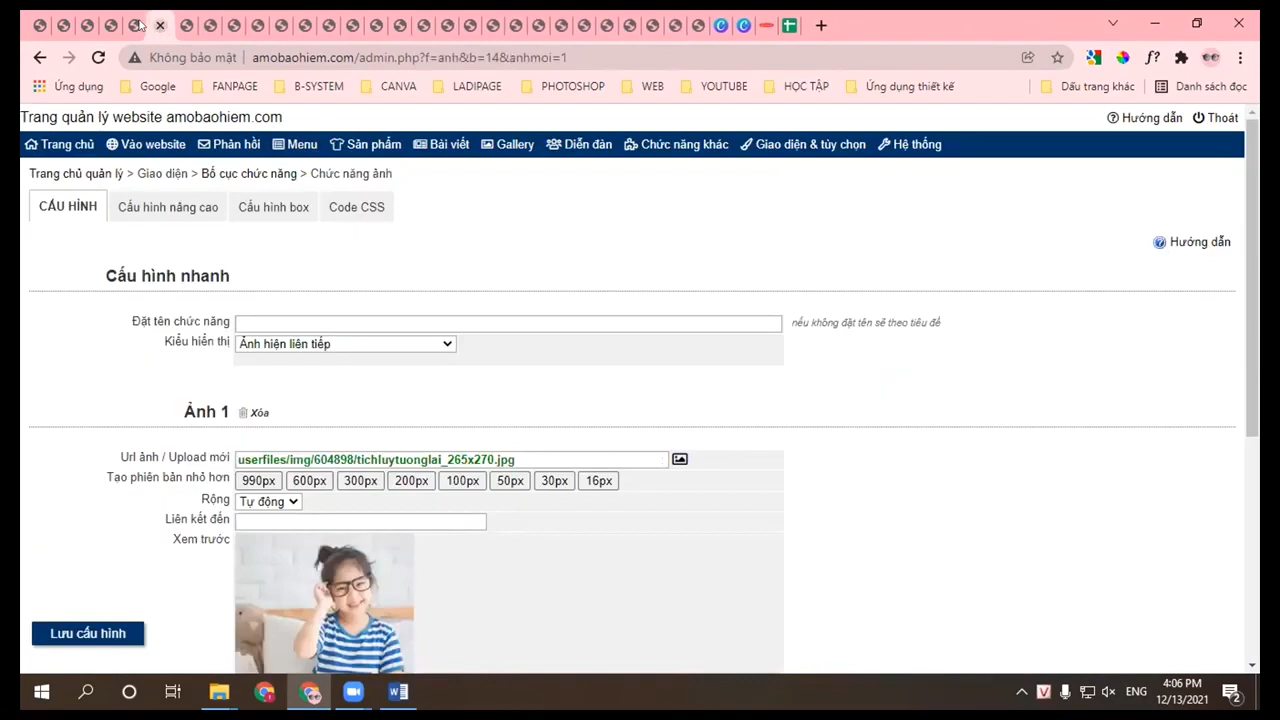 Không bảo mật
amobaohiem.com/admin.php?f=anh&b=14&anhmoi=1
Ứng dụng
Google
FANPAGE
B-SYSTEM
CANVA
LADIPAGE
PHOTOSHOP
WEB
YOUTUBE
HỌC TẬP
Ứng dụng thiết kế
Dấu trang khác
Danh sách đọc
Trang quản lý website amobaohiem.com
Hướng dẫn
Thoát
Trang chủ
Vào website
Phản hồi
Menu
Sản phẩm
Bài viết
Gallery
Diễn đàn
Chức năng khác
Giao diện & tùy chọn
Hệ thống
Trang chủ quản lý > Giao diện > Bố cục chức năng > Chức năng ảnh
CẤU HÌNH
Cấu hình nâng cao
Cấu hình box
Code CSS
Hướng dẫn
Cấu hình nhanh
Đặt tên chức năng
nếu không đặt tên sẽ theo tiêu đề
Kiểu hiển thị
Ảnh hiện liên tiếp
Ảnh 1
Xóa
Url ảnh / Upload mới
userfiles/img/604898/tichluytuonglai_265x270.jpg
Tạo phiên bản nhỏ hơn
990px
600px
300px
200px
100px
50px
30px
16px
Rộng
Tự động
Liên kết đến
Xem trước
Lưu cấu hình
ENG
4:06 PM
12/13/2021
2